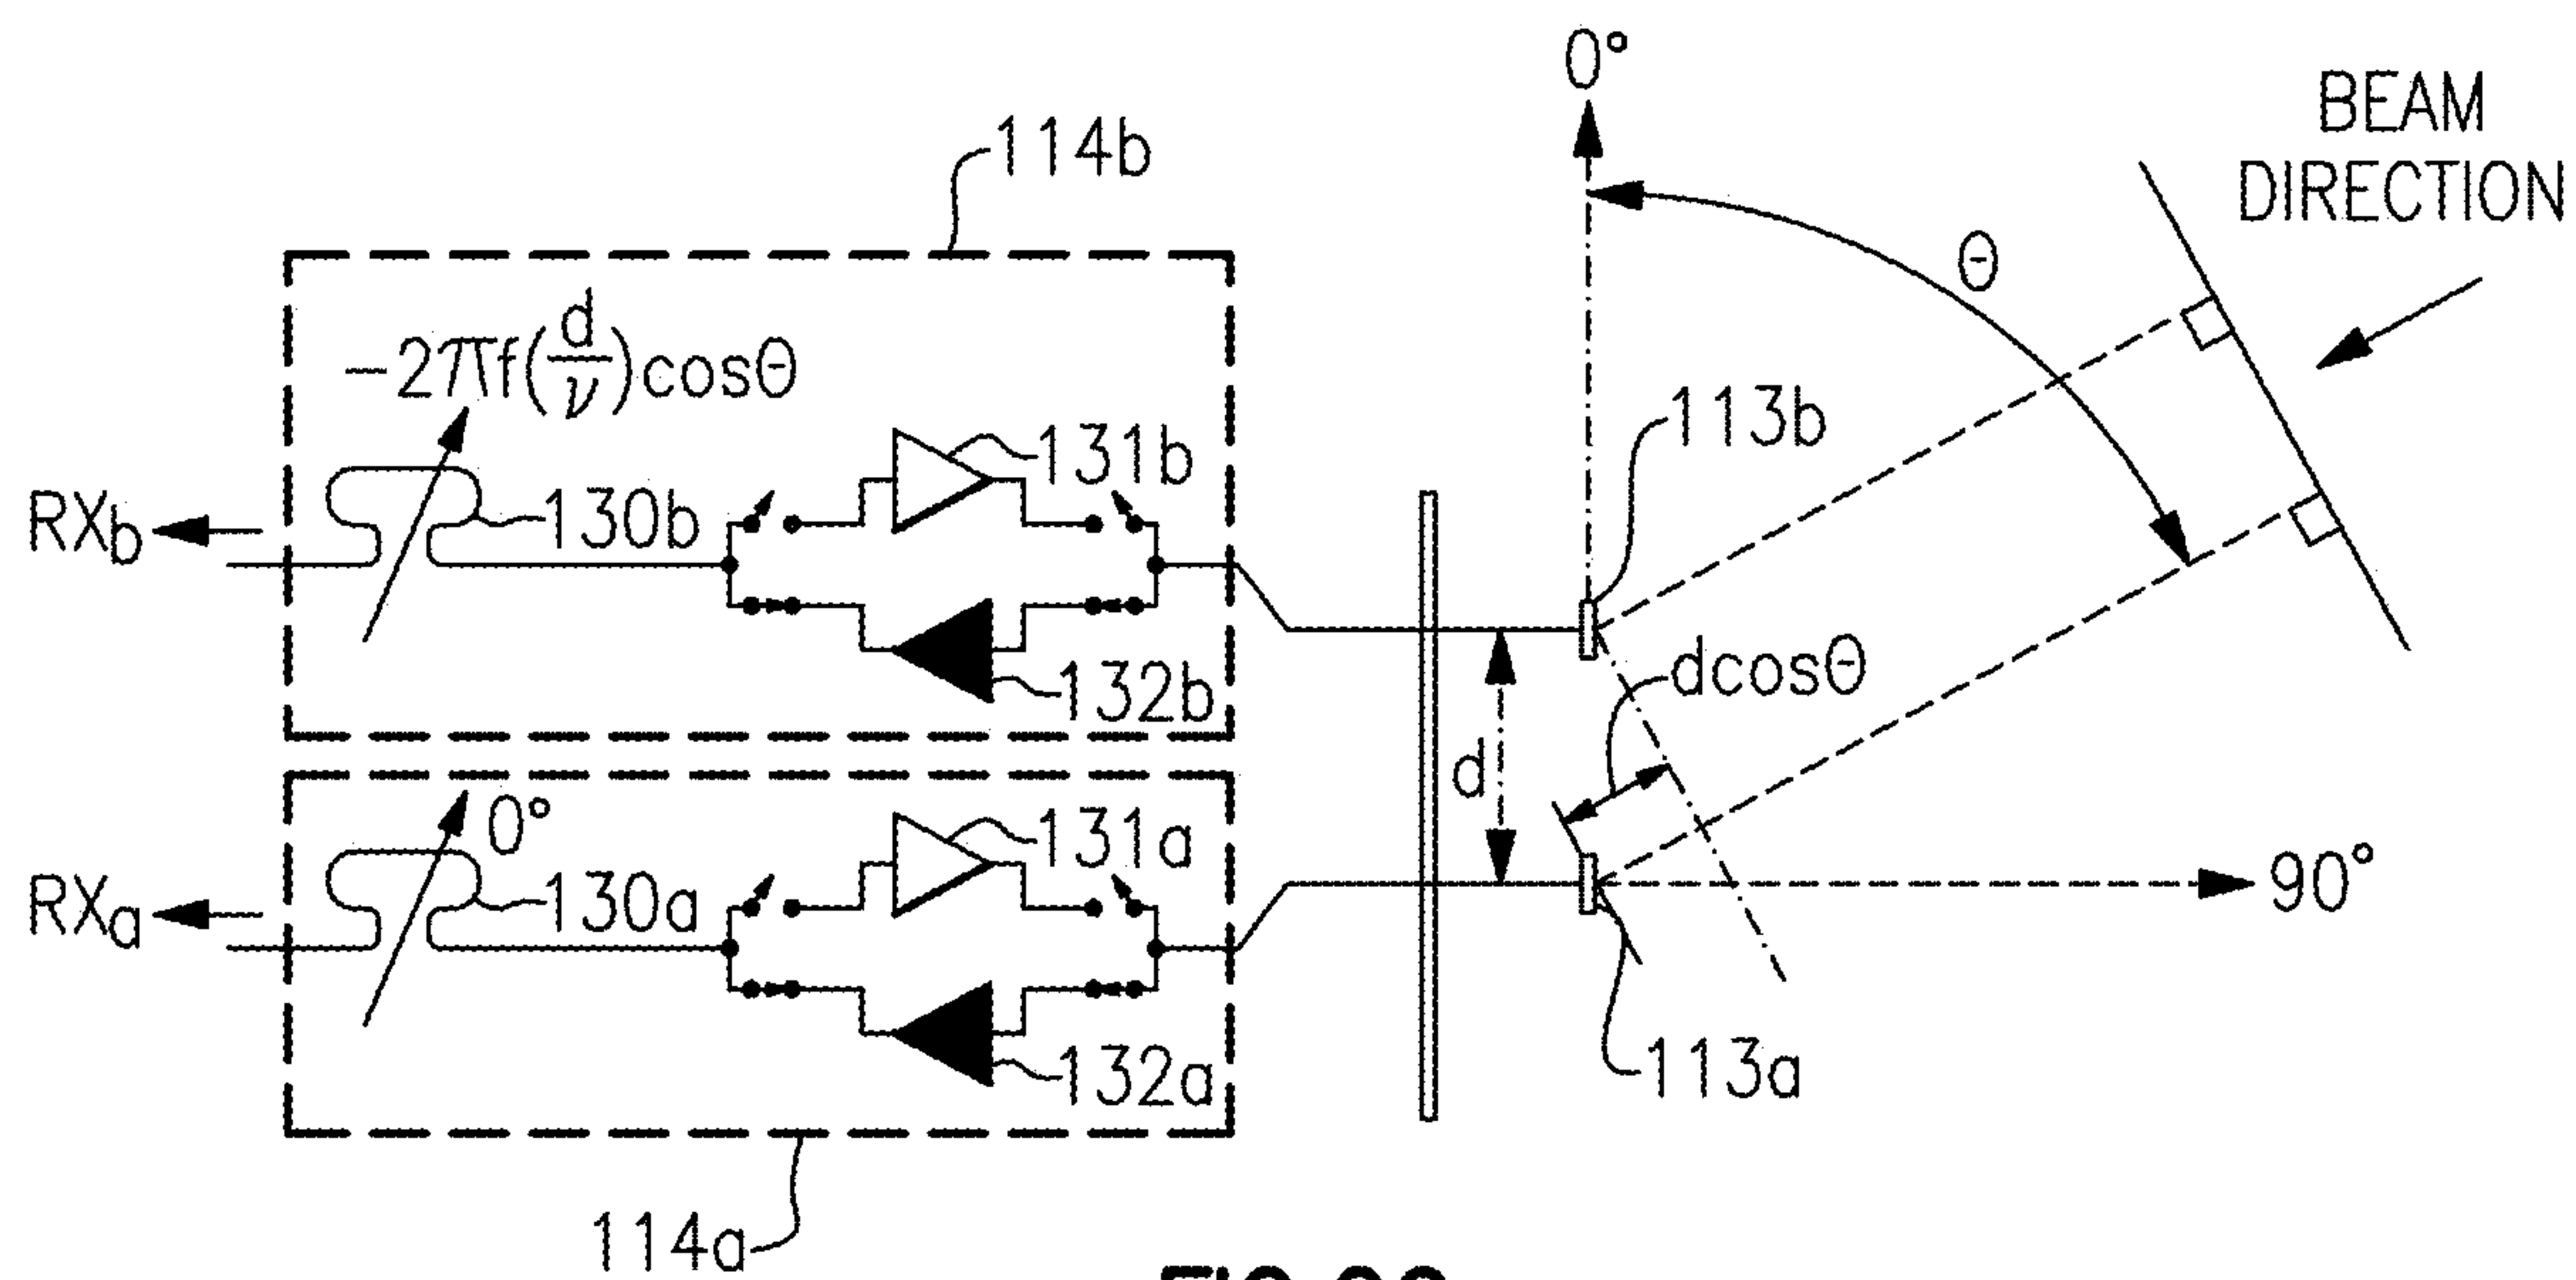 0°
BEAM
DIRECTION
114b
θ
-2πf(d/ν)cosθ
113b
131b
RXb
130b
dcosθ
132b
d
0°
131a
RXa
130a
90°
132a
113a
114a